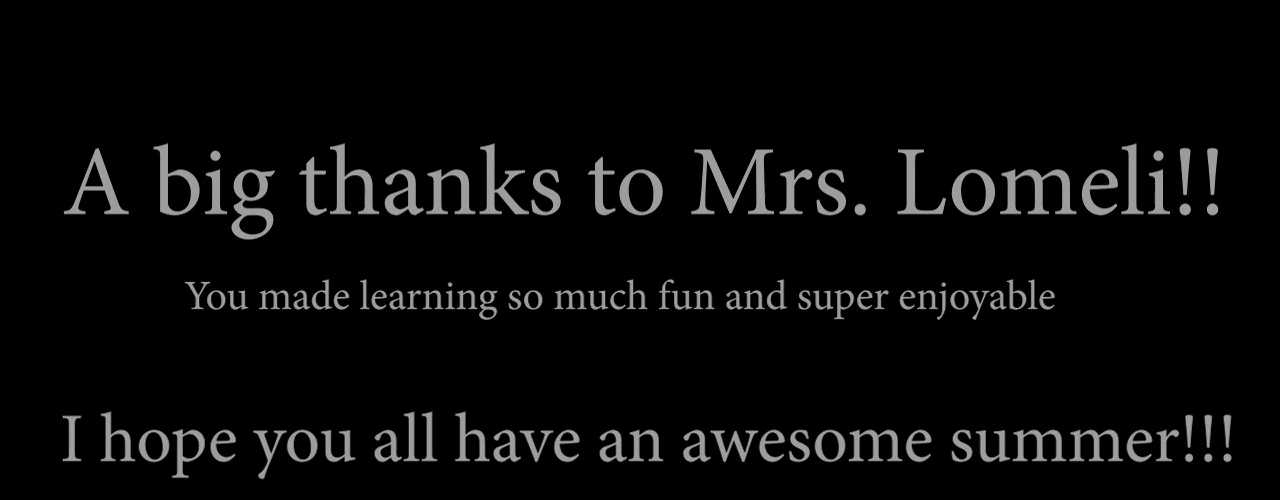 A big thanks to Mrs. Lomeli!!
You made learning so much fun and super enjoyable
I hope you all have an awesome summer!!!